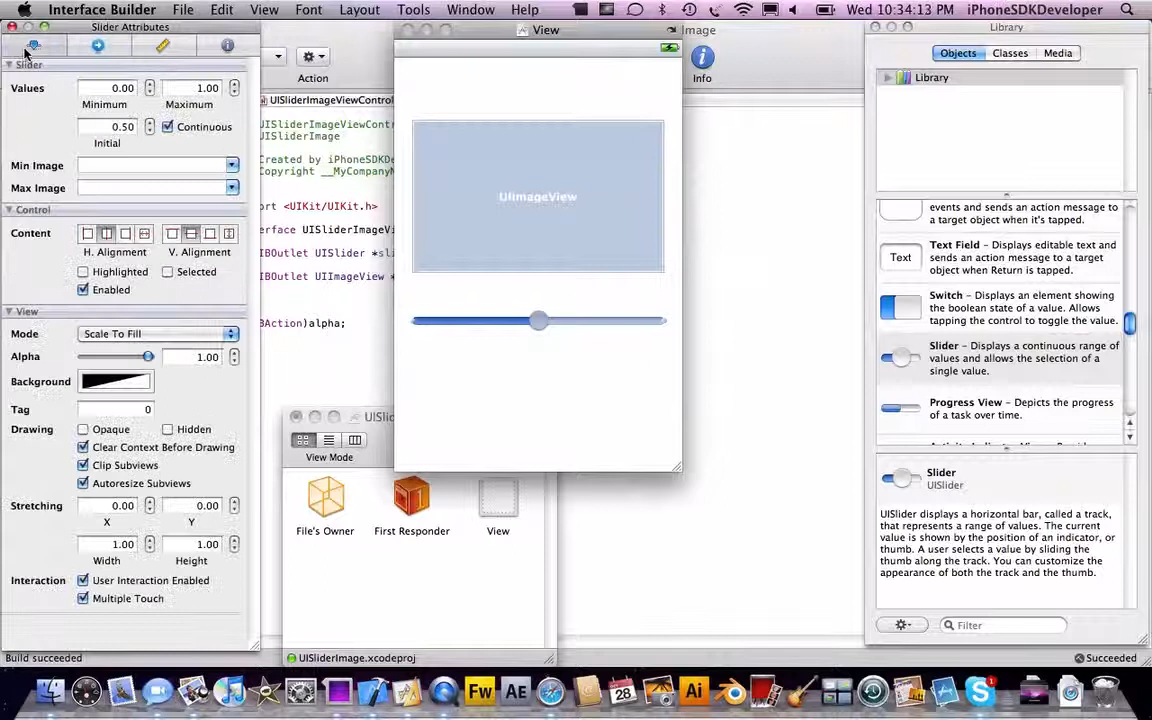 Interface Builder File Edit View Font Layout Tools Window Help Wed 10:34:13 PM iPhoneSDKDeveloper
Slider Attributes
Slider
Values 0.00 1.00
Minimum Maximum
0.50 Continuous
Initial
Min Image
Max Image
Control
Content
H. Alignment V. Alignment
Highlighted Selected
Enabled
View
Mode Scale To Fill
Alpha 1.00
Background
Tag 0
Drawing Opaque Hidden
Clear Context Before Drawing
Clip Subviews
Autoresize Subviews
Stretching 0.00 0.00
X Y
1.00 1.00
Width Height
Interaction User Interaction Enabled
Multiple Touch
Build succeeded
Action
Image
Info
UISliderImageViewControl
UISliderImageViewContr
UISliderImage
Created by iPhoneSDKDe
Copyright __MyCompanyN
port <UIKit/UIKit.h>
terface UISliderImageVi
IBOutlet UISlider *sli
IBOutlet UIImageView *
BAction)alpha;
View
UIImageView
UISli
View Mode
File's Owner First Responder View
UISliderImage.xcodeproj
Succeeded
Library
Objects Classes Media
Library
events and sends an action message to
a target object when it's tapped.
Text
Text Field – Displays editable text and
sends an action message to a target
object when Return is tapped.
Switch – Displays an element showing
the boolean state of a value. Allows
tapping the control to toggle the value.
Slider – Displays a continuous range of
values and allows the selection of a
single value.
Progress View – Depicts the progress
of a task over time.
Slider
UISlider
UISlider displays a horizontal bar, called a track,
that represents a range of values. The current
value is shown by the position of an indicator, or
thumb. A user selects a value by sliding the
thumb along the track. You can customize the
appearance of both the track and the thumb.
Filter
Fw AE Ai
28
1